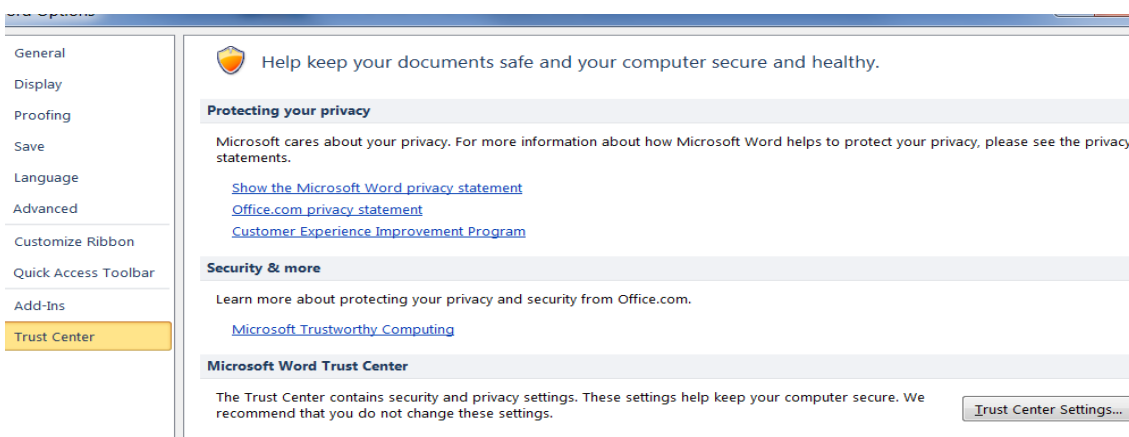 General
Display
Proofing
Save
Language
Advanced
Customize Ribbon
Quick Access Toolbar
Add-Ins
Trust Center
Help keep your documents safe and your computer secure and healthy.
Protecting your privacy
Microsoft cares about your privacy. For more information about how Microsoft Word helps to protect your privacy, please see the privacy
statements.
Show the Microsoft Word privacy statement
Office.com privacy statement
Customer Experience Improvement Program
Security & more
Learn more about protecting your privacy and security from Office.com.
Microsoft Trustworthy Computing
Microsoft Word Trust Center
The Trust Center contains security and privacy settings. These settings help keep your computer secure. We
recommend that you do not change these settings.
Trust Center Settings...